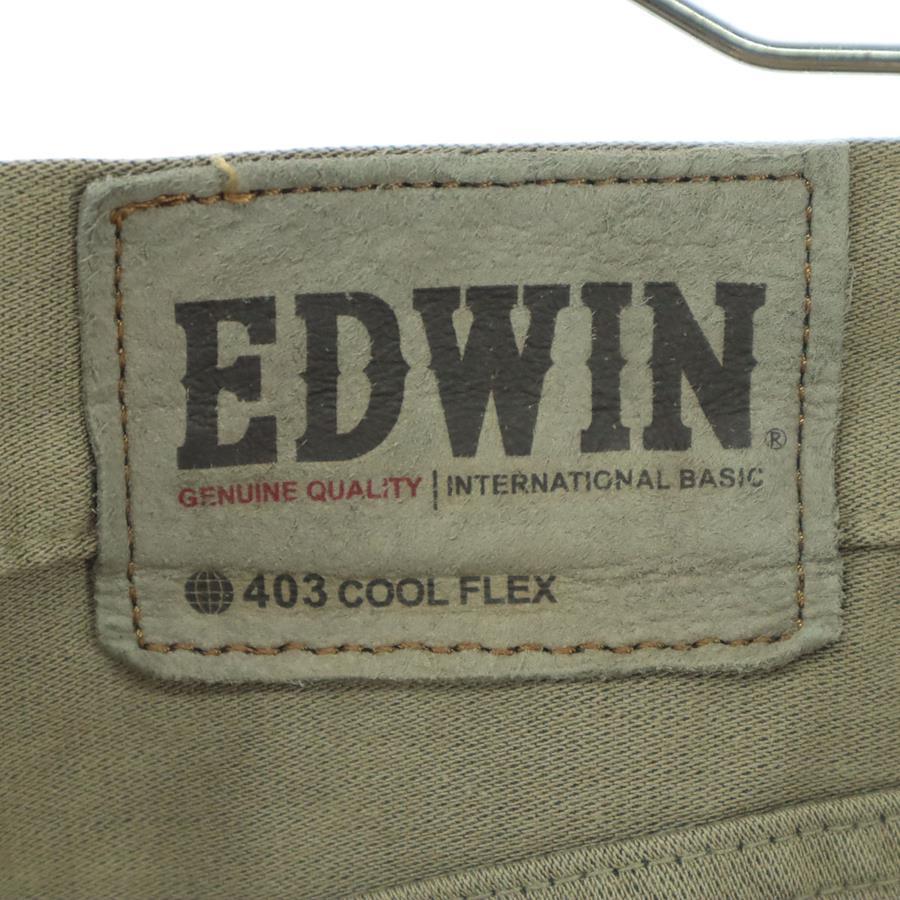 EDWIN®
GENUINE QUALITY | INTERNATIONAL BASIC
403 COOL FLEX